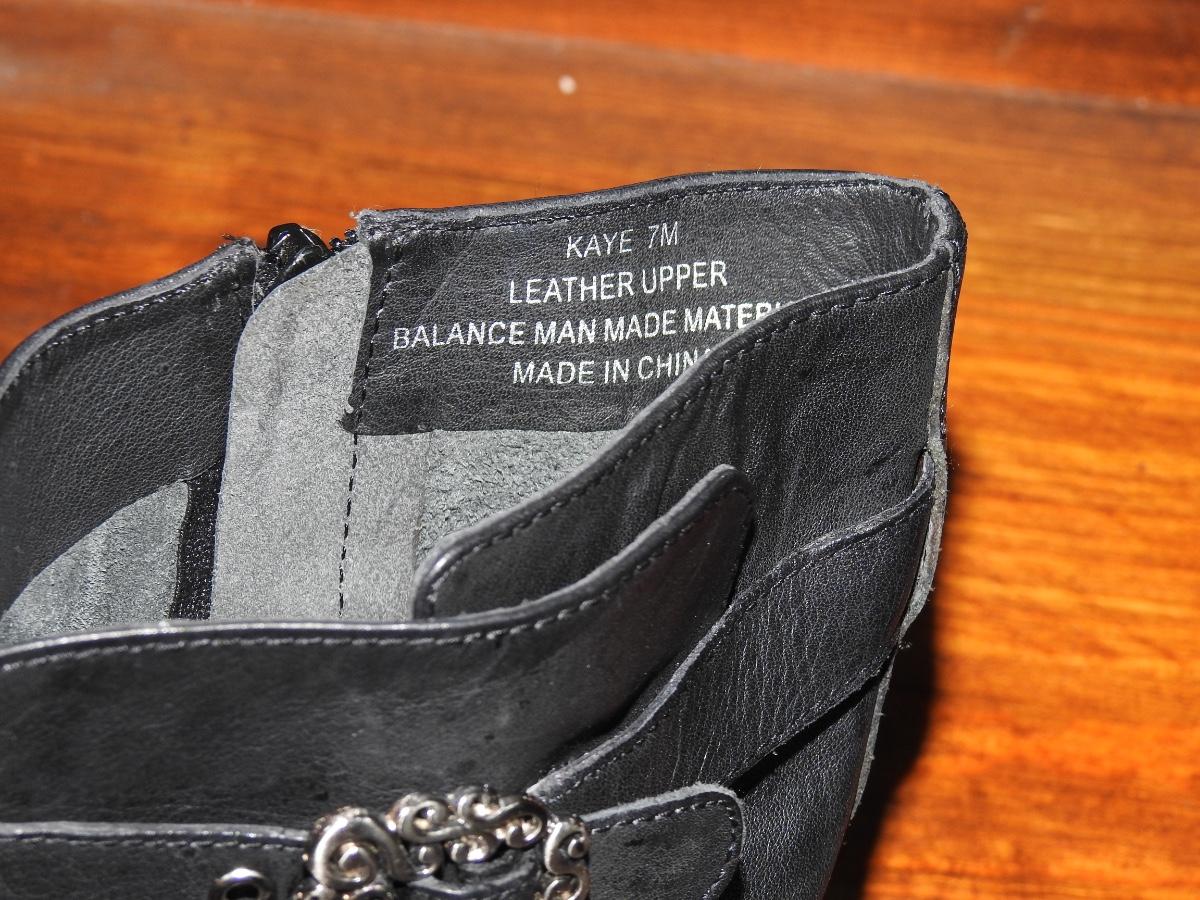 KAYE 7M
LEATHER UPPER
BALANCE MAN MADE
MADE IN